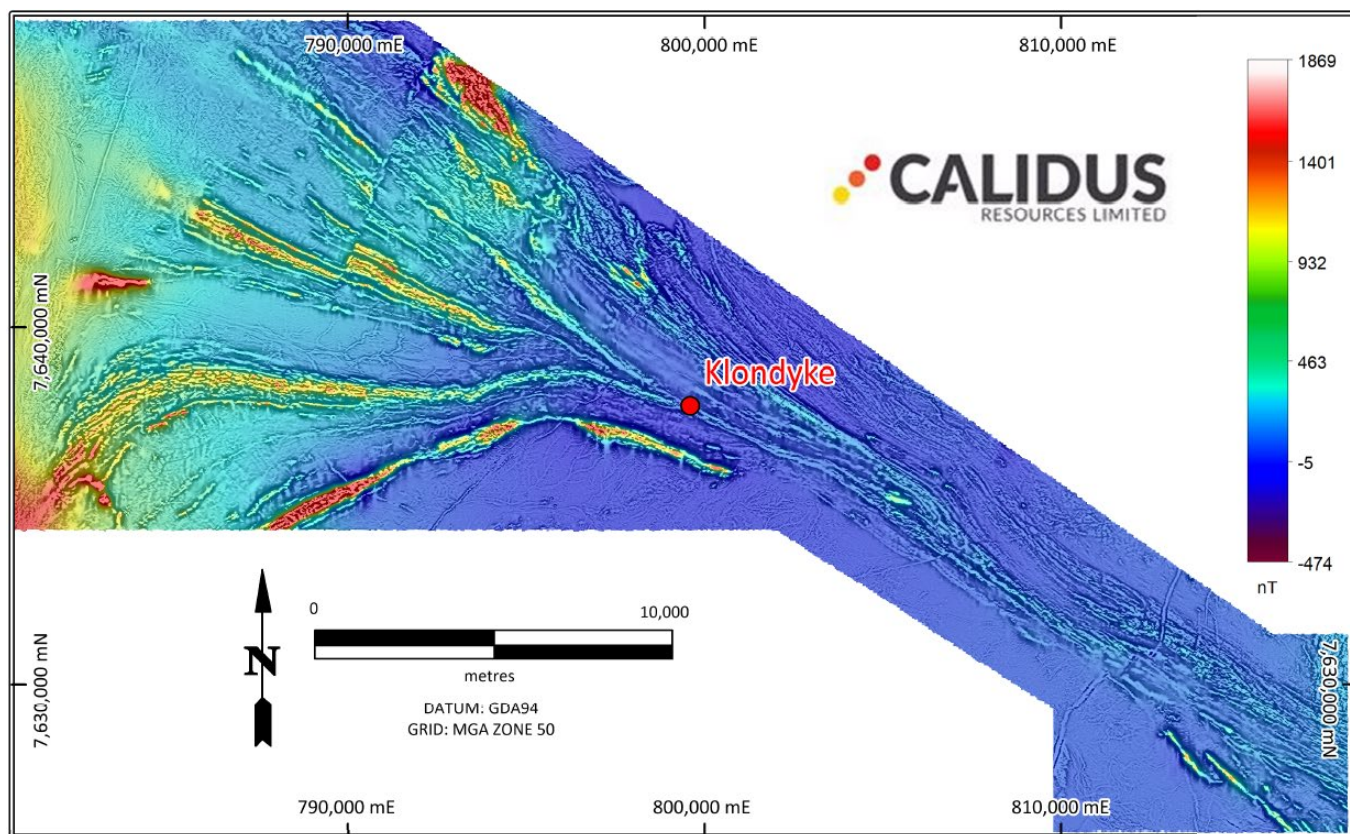 790,000 mE
800,000 mE
810,000 mE
1869
1401
932
463
-5
-474
nT
CALIDUS
RESOURCES LIMITED
7,640,000 mN
Klondyke
0
10,000
metres
N
DATUM: GDA94
GRID: MGA ZONE 50
7,630,000 mN
7,630,000 mN
790,000 mE
800,000 mE
810,000 mE